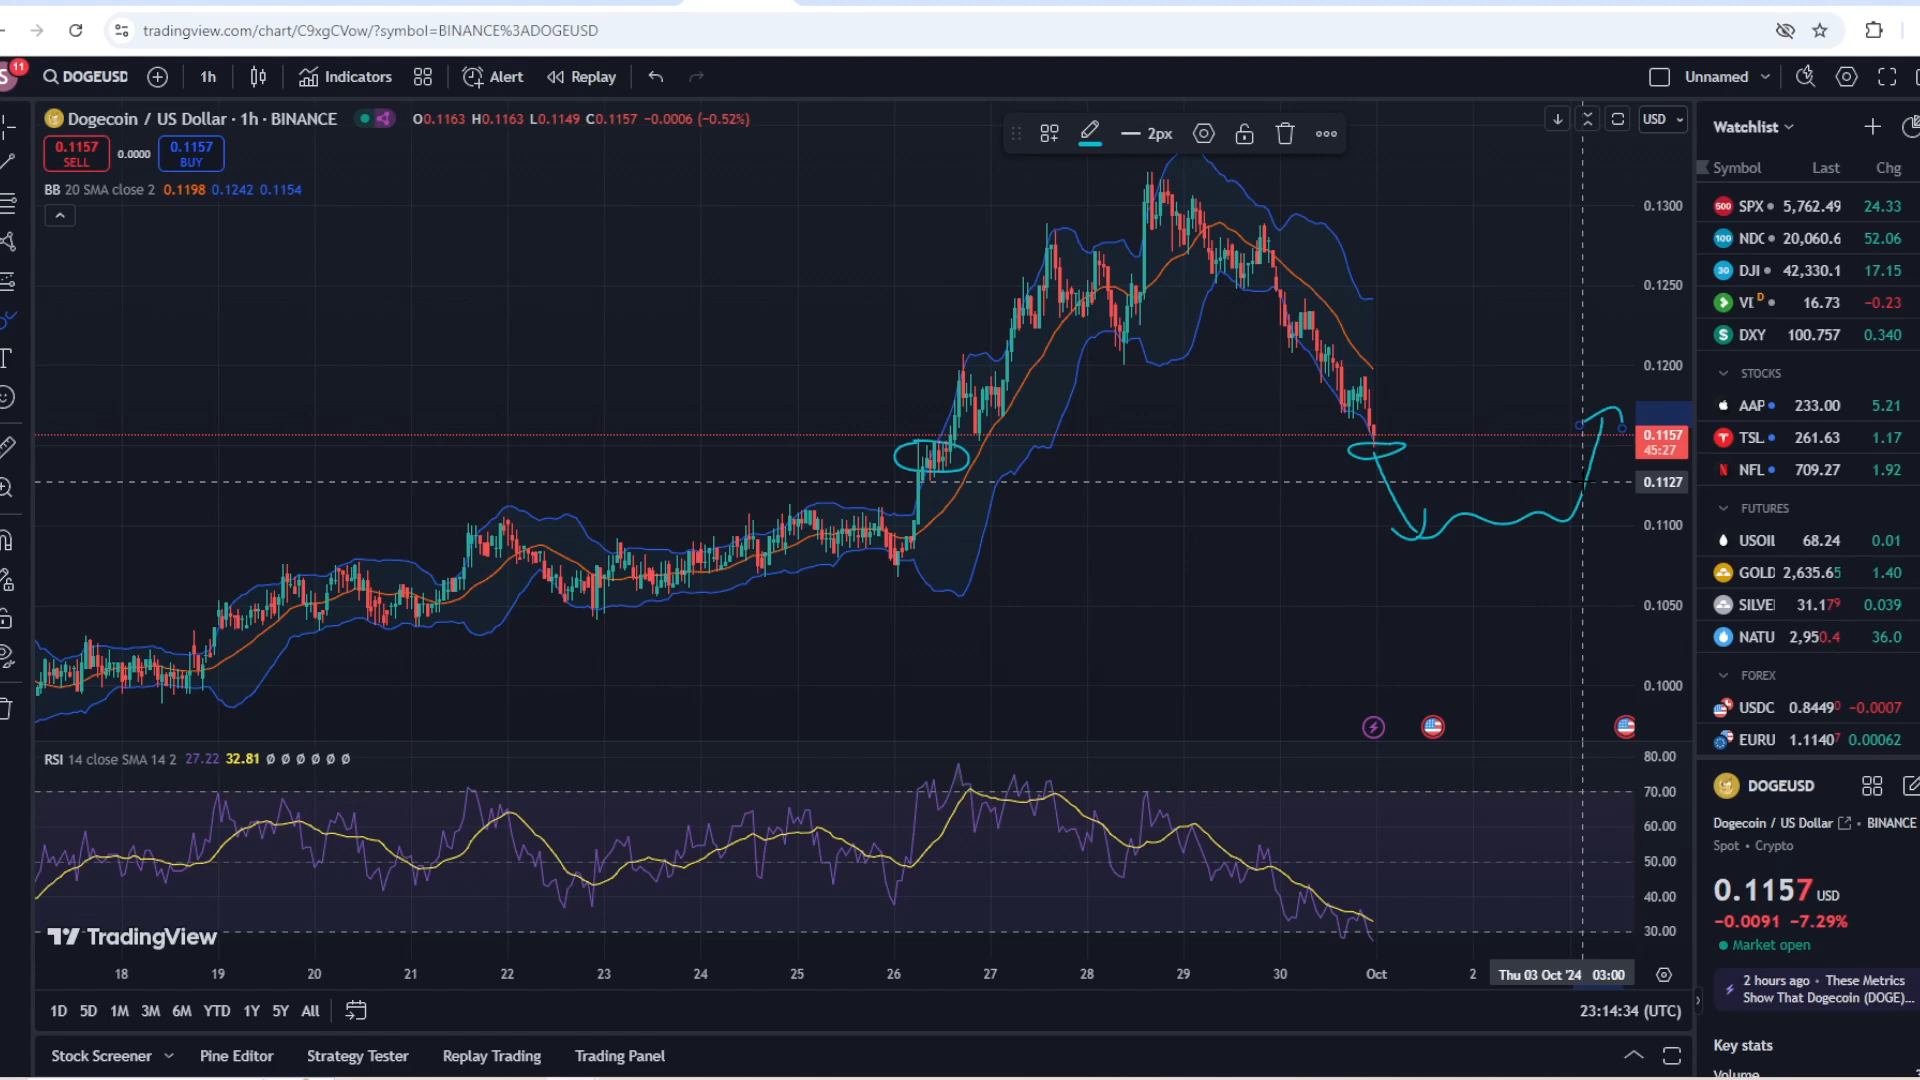 tradingview.com/chart/C9xgCVow/?symbol=BINANCE%3ADOGEUSD
11 DOGEUSD 1h Indicators Alert Replay Unnamed
Dogecoin / US Dollar · 1h · BINANCE O0.1163 H0.1163 L0.1149 C0.1157 −0.0006 (−0.52%)
0.1157 SELL 0.0000 0.1157 BUY
BB 20 SMA close 2 0.1198 0.1242 0.1154
2px
USD
0.1300
0.1250
0.1200
0.1157
45:27
0.1127
0.1100
0.1050
0.1000
RSI 14 close SMA 14 2 27.22 32.81 Ø Ø Ø Ø Ø Ø
80.00
70.00
60.00
50.00
40.00
30.00
TradingView
18 19 20 21 22 23 24 25 26 27 28 29 30 Oct 2 Thu 03 Oct '24 03:00
1D 5D 1M 3M 6M YTD 1Y 5Y All 23:14:34 (UTC)
Stock Screener Pine Editor Strategy Tester Replay Trading Trading Panel
Watchlist
Symbol Last Chg
500 SPX 5,762.49 24.33
100 NDC 20,060.6 52.06
30 DJI 42,330.1 17.15
VI D 16.73 −0.23
S DXY 100.757 0.340
STOCKS
AAP 233.00 5.21
TSL 261.63 1.17
NFL 709.27 1.92
FUTURES
USOIL 68.24 0.01
GOLD 2,635.65 1.40
SILVE 31.179 0.039
NATU 2,950.4 36.0
FOREX
USDC 0.84490 −0.0007
EURU 1.11407 0.00062
DOGEUSD
Dogecoin / US Dollar • BINANCE
Spot • Crypto
0.1157 USD
−0.0091 −7.29%
Market open
2 hours ago • These Metrics
Show That Dogecoin (DOGE)...
Key stats